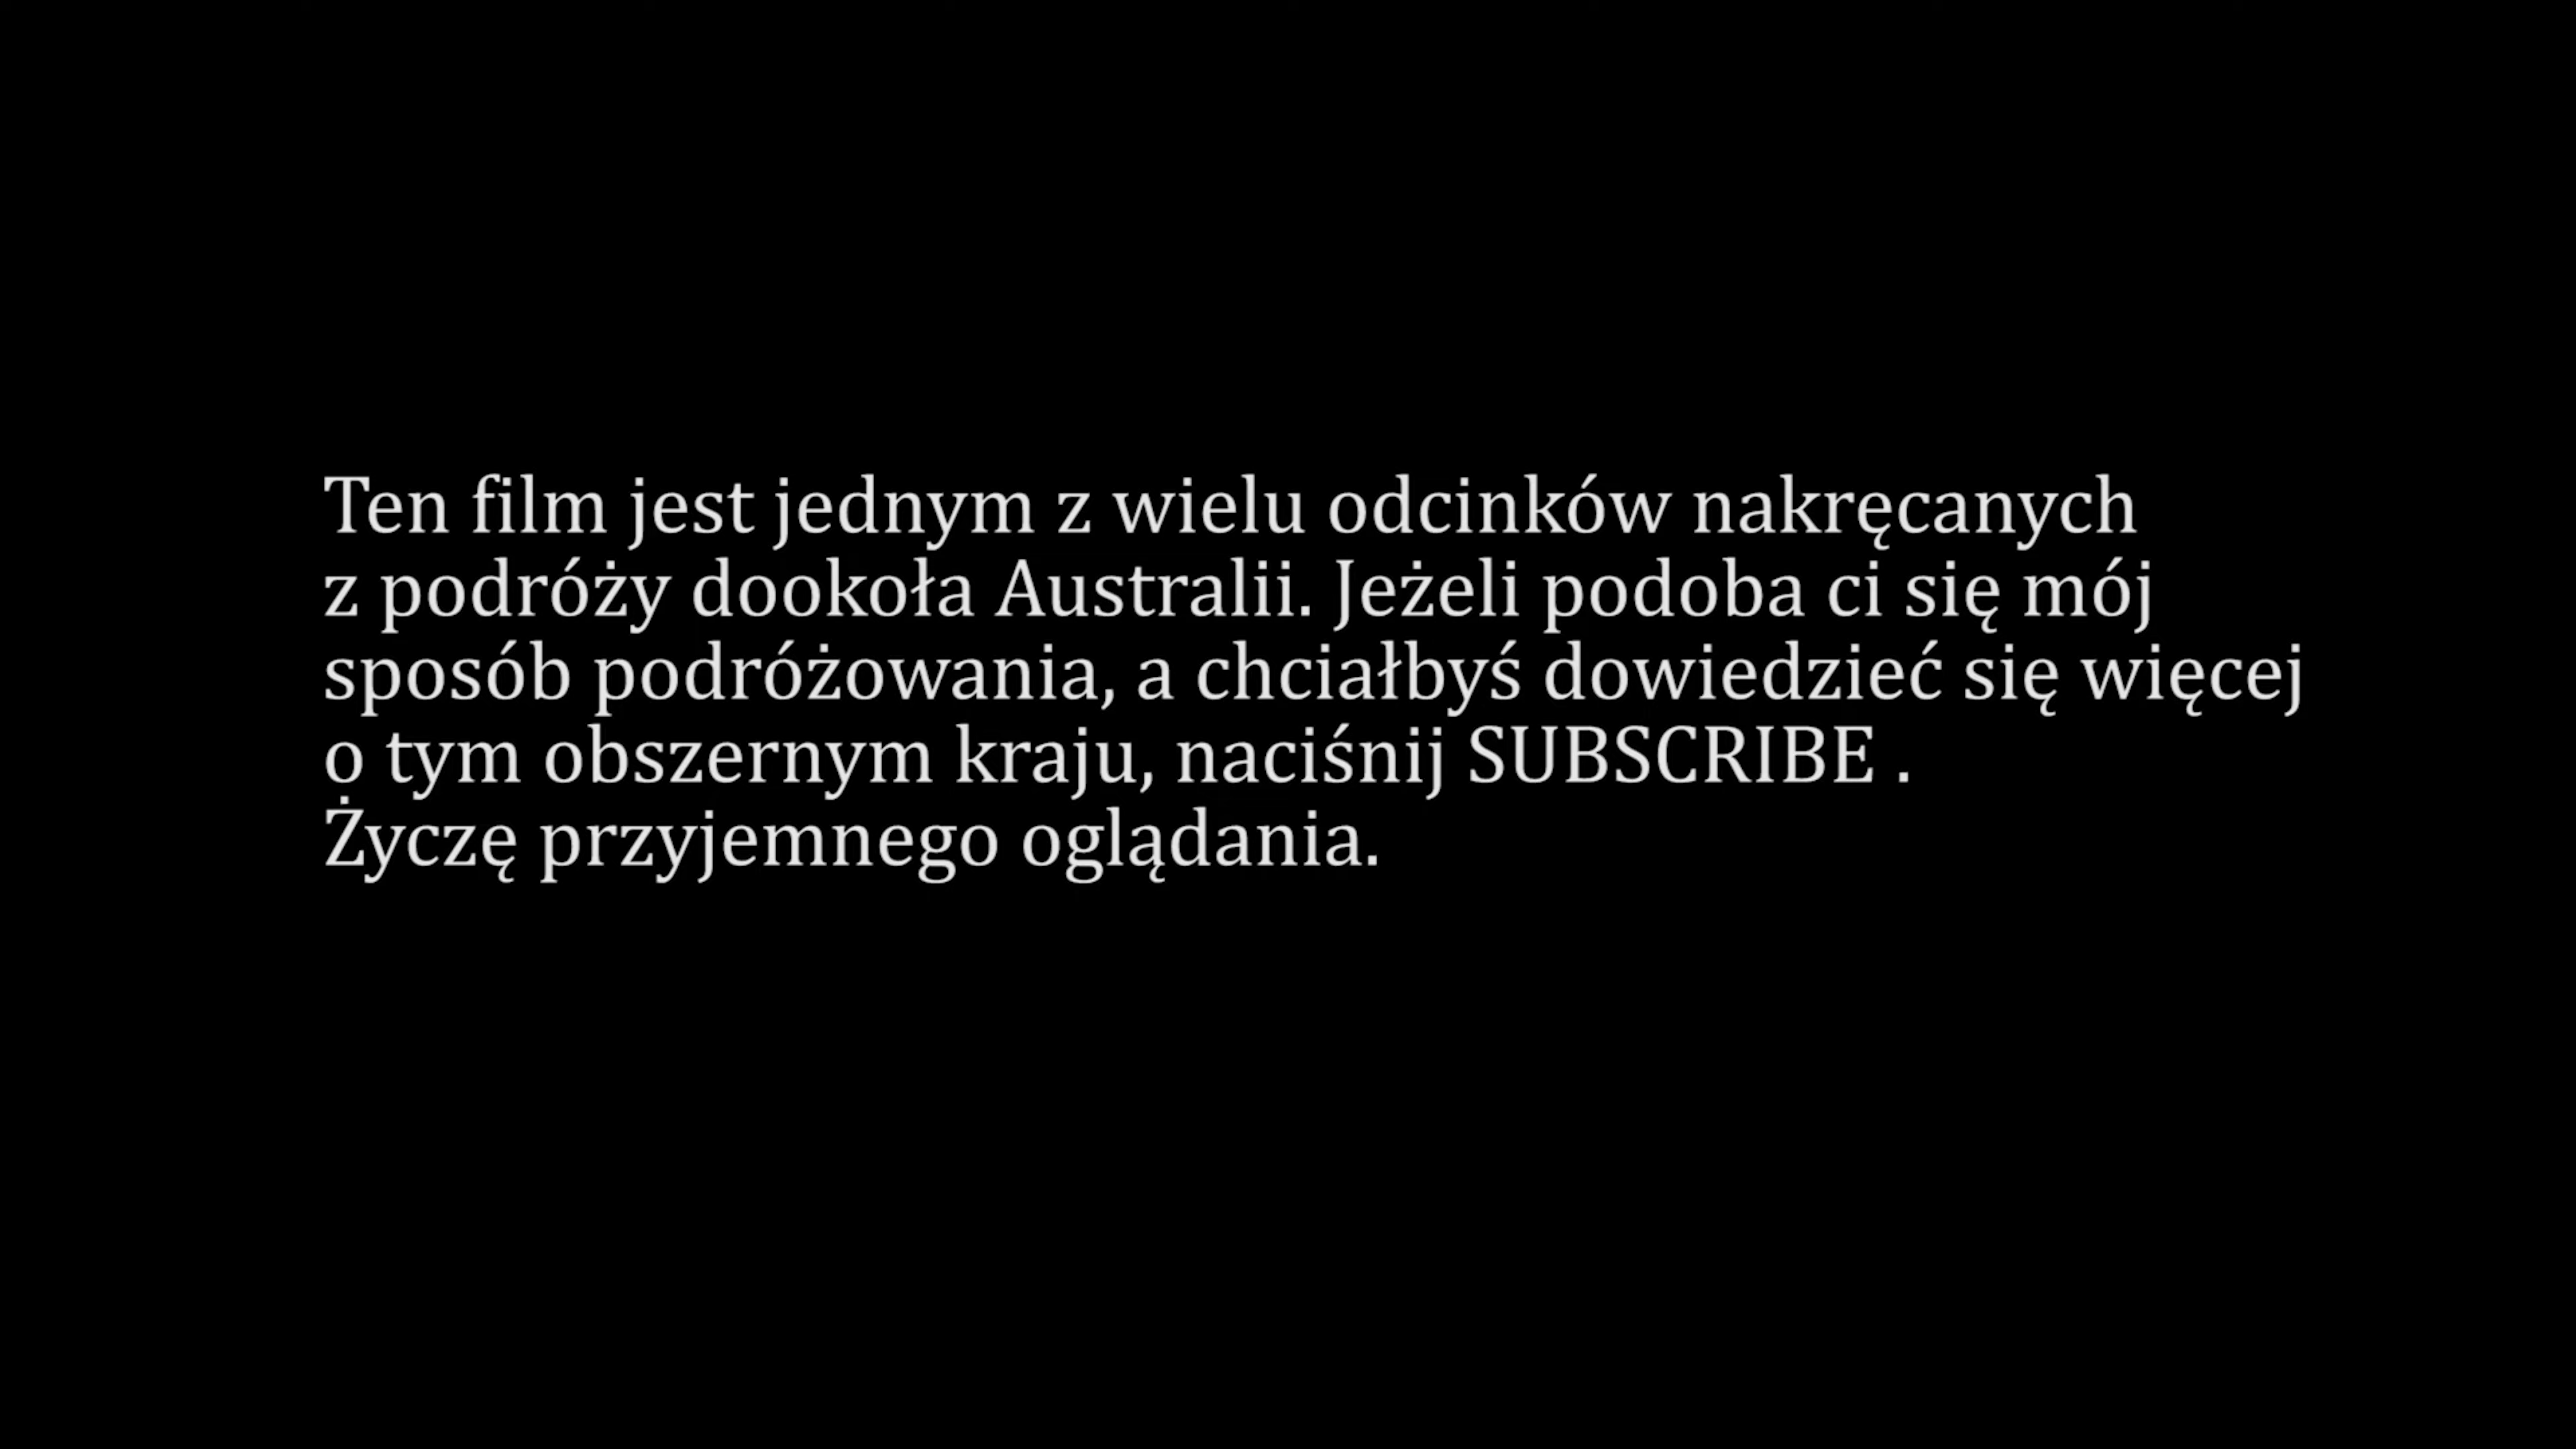 Ten film jest jednym z wielu odcinków nakręcanych
z podróży dookoła Australii. Jeżeli podoba ci się mój
sposób podróżowania, a chciałbyś dowiedzieć się więcej
o tym obszernym kraju, naciśnij SUBSCRIBE .
Życzę przyjemnego oglądania.